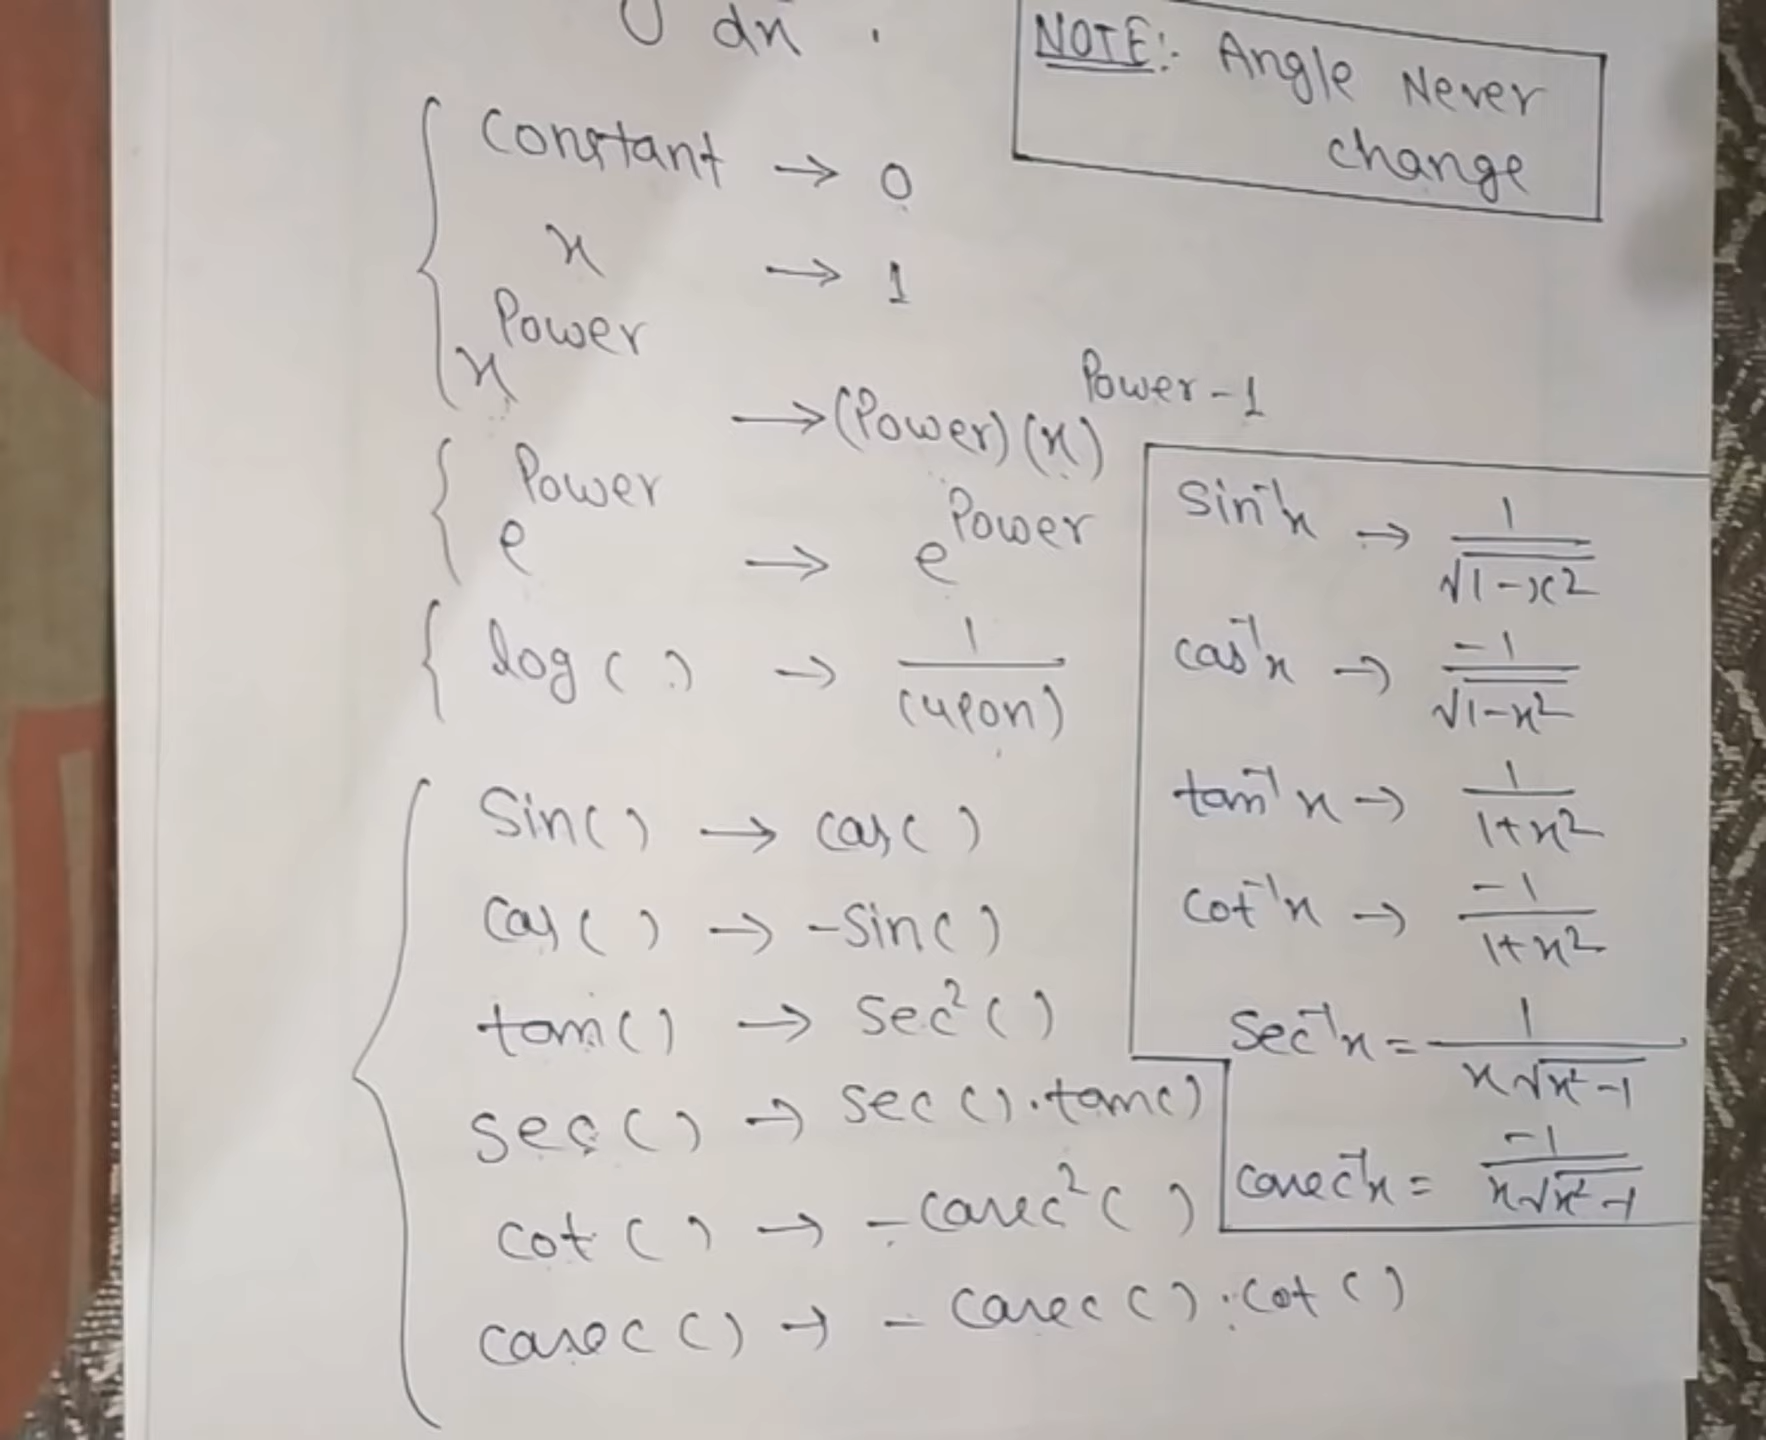 dx .
NOTE:- Angle Never
change
Constant → 0
x → 1
x^Power → (Power)(x)^Power-1
e^Power → e^Power
log( ) → 1/(upon)
Sin( ) → cos( )
Cos( ) → -Sin( )
tan( ) → Sec²( )
Sec( ) → Sec( ).tan( )
Cot( ) → -Cosec²( )
Cosec( ) → - Cosec( ).Cot( )
Sin⁻¹x → 1/√1-x²
Cos⁻¹x → -1/√1-x²
tan⁻¹x → 1/1+x²
Cot⁻¹x → -1/1+x²
Sec⁻¹x = 1/x√x²-1
Cosec⁻¹x = -1/x√x²-1